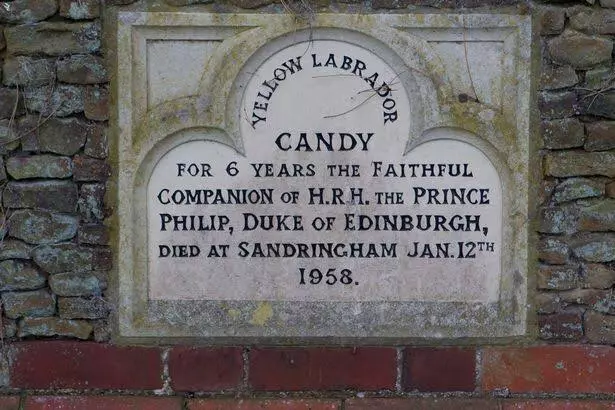 YELLOW LABRADOR
CANDY
FOR 6 YEARS THE FAITHFUL
COMPANION OF H.R.H. THE PRINCE
PHILIP, DUKE OF EDINBURGH,
DIED AT SANDRINGHAM JAN. 12TH
1958.